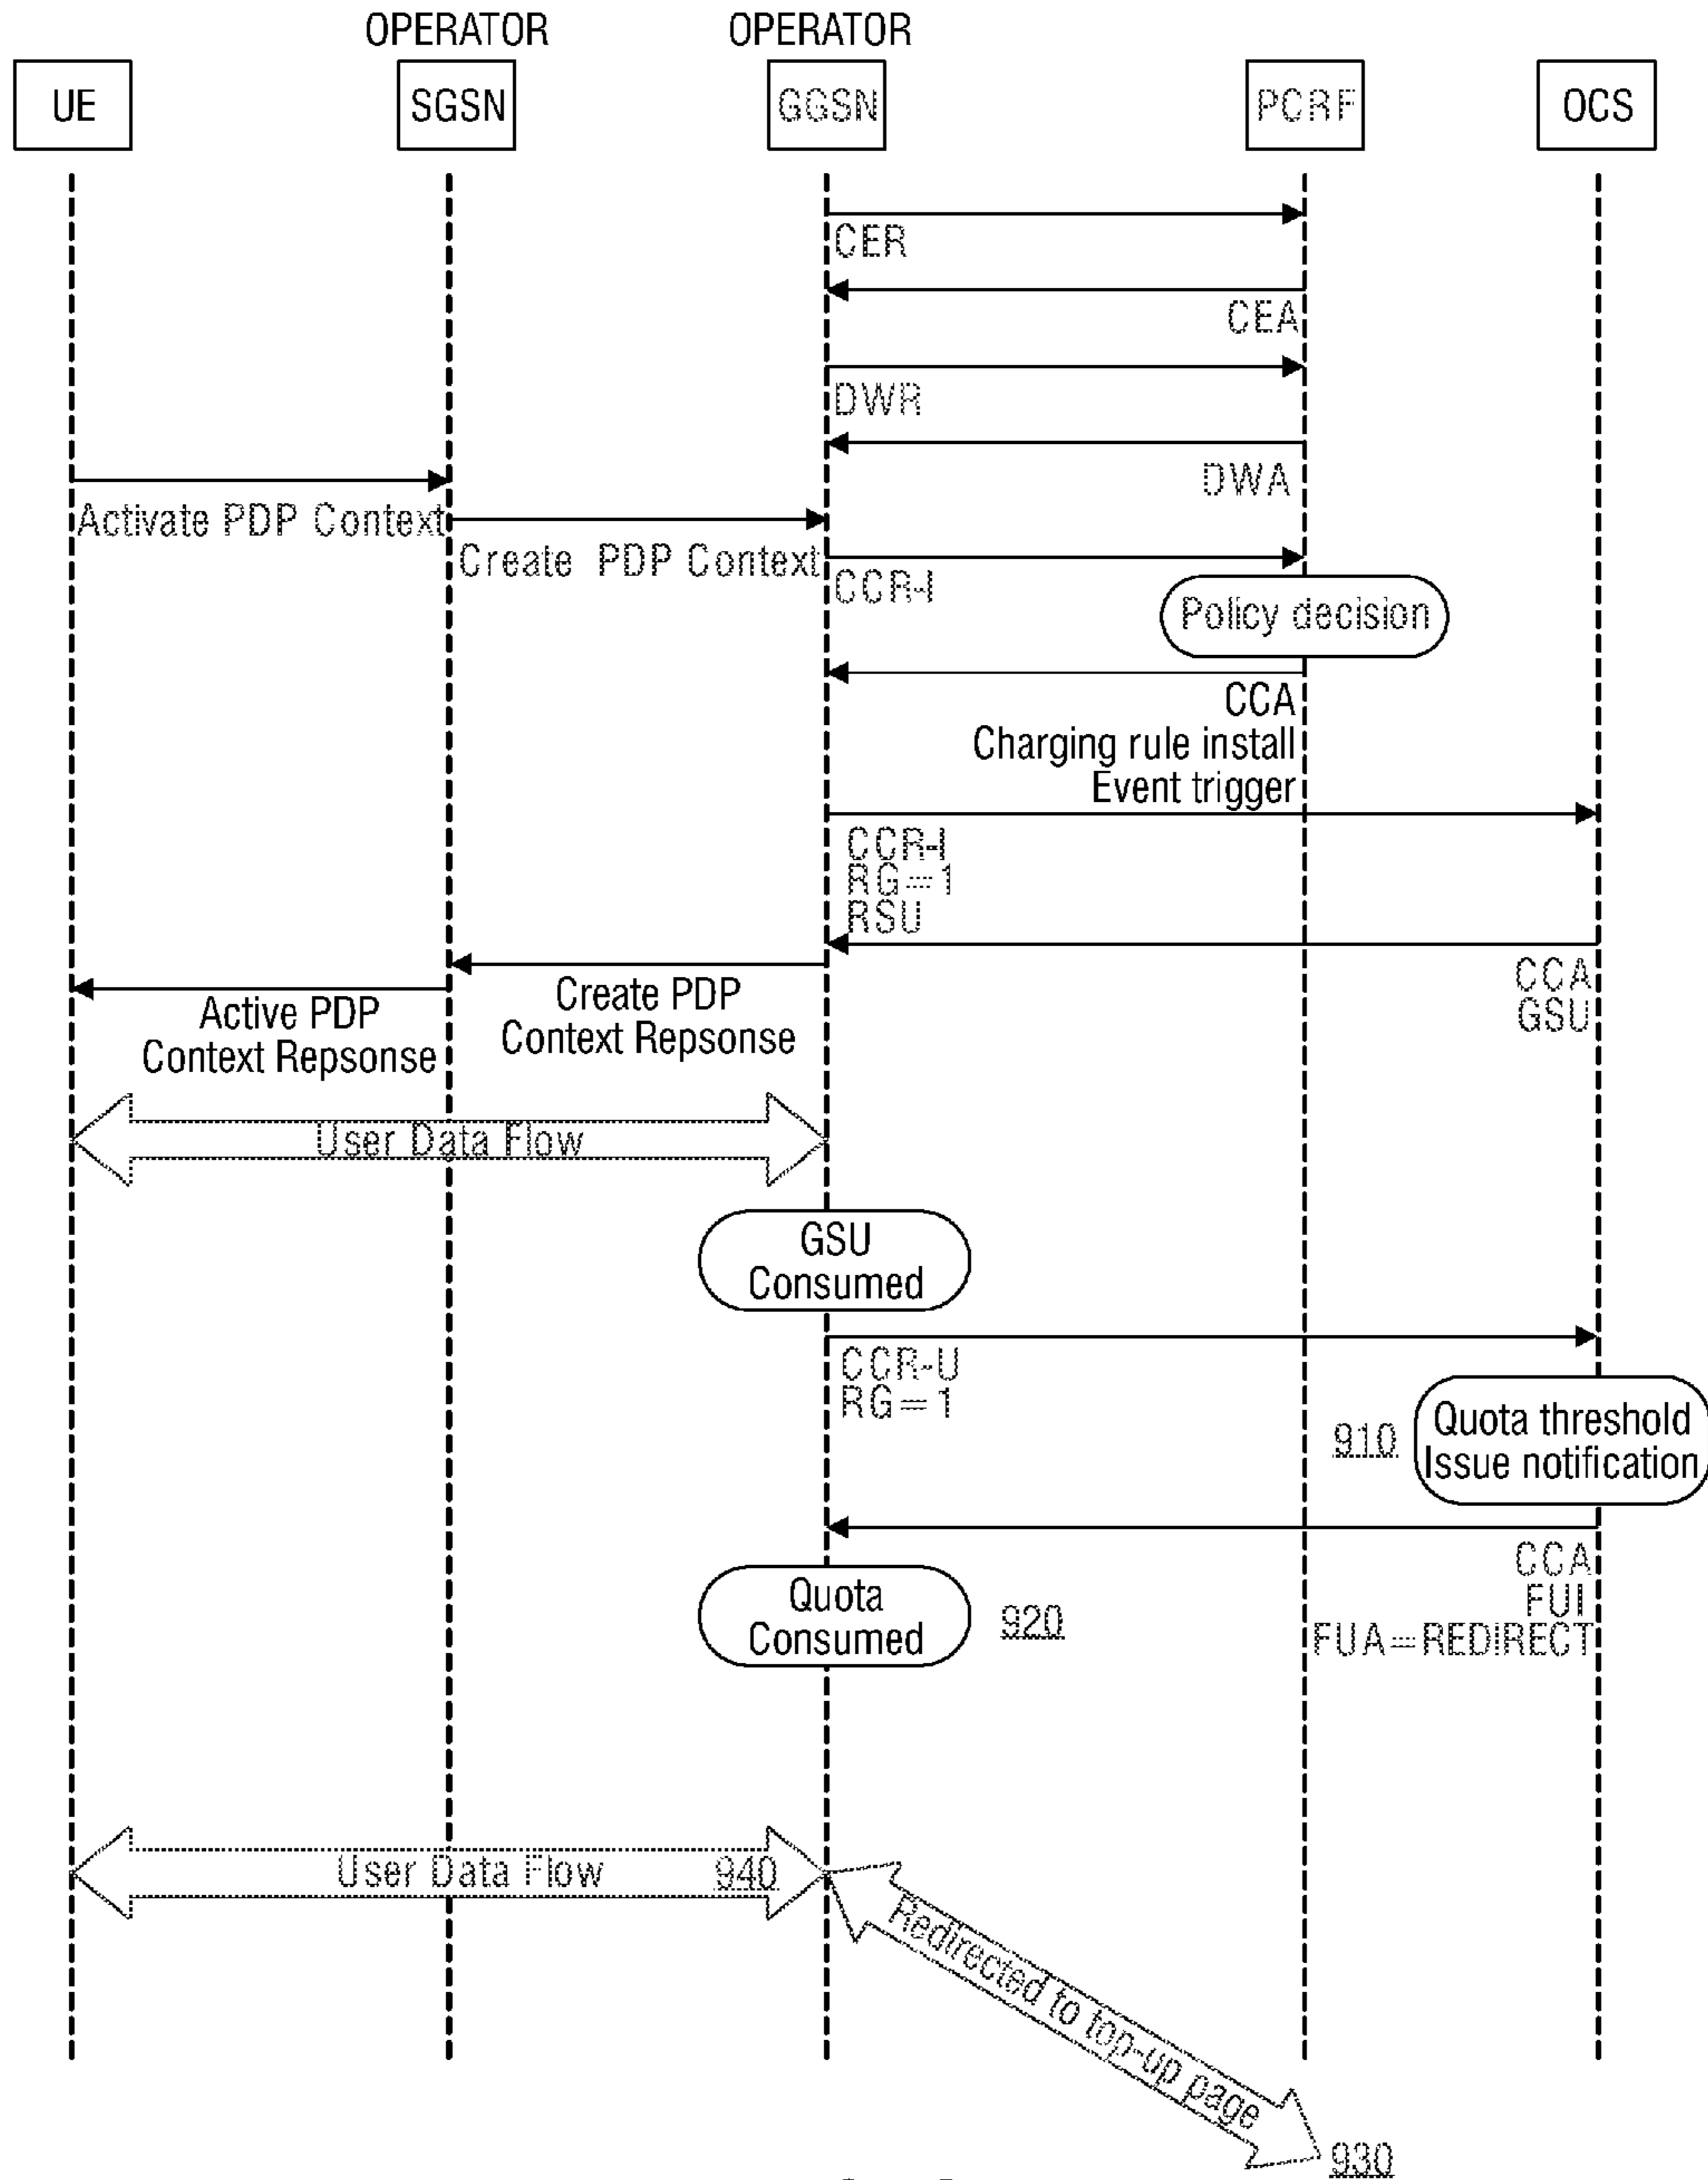 OPERATOR
OPERATOR
UE
SGSN
GGSN
PCRF
OCS
CER
CEA
DWR
DWA
Activate PDP Context
Create PDP Context
CCR-I
Policy decision
CCA
Charging rule install
Event trigger
CCR-I
RG=1
RSU
CCA
GSU
Create PDP
Context Repsonse
Active PDP
Context Repsonse
User Data Flow
GSU
Consumed
CCR-U
RG=1
910
Quota threshold
Issue notification
CCA
FUI
FUA=REDIRECT
Quota
Consumed
920
User Data Flow
940
Redirected to top-up page
930